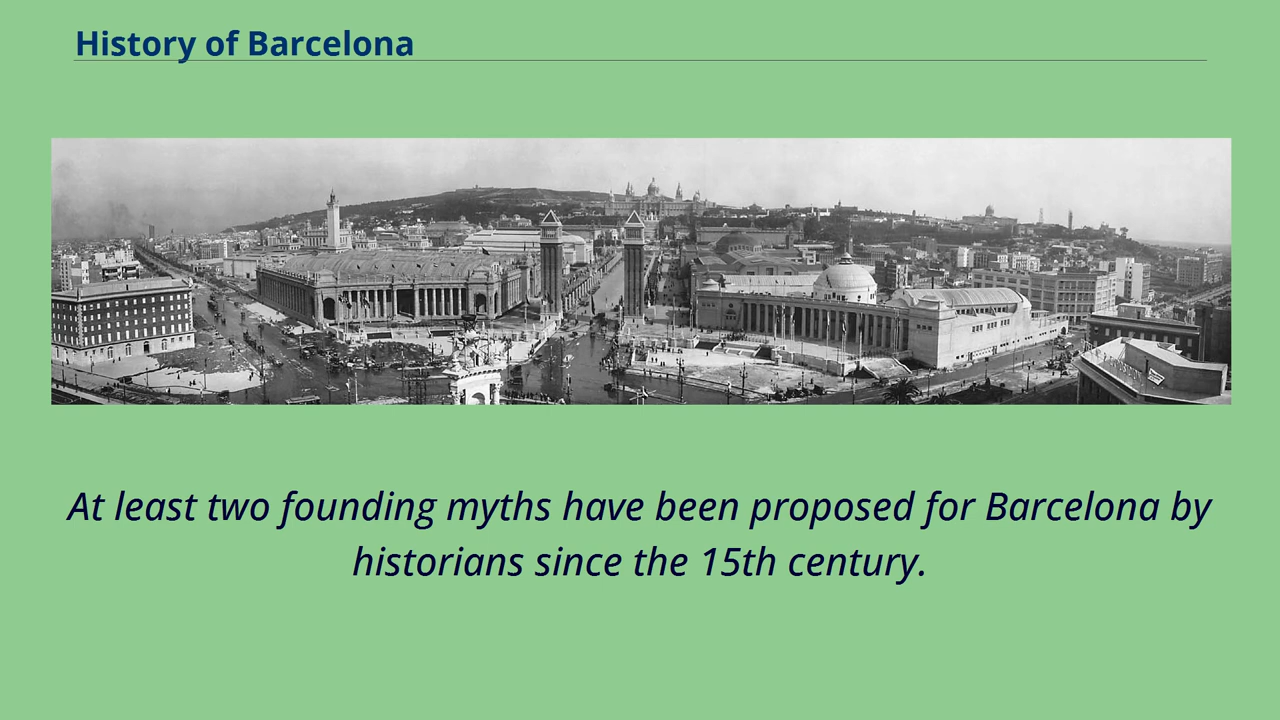 History of Barcelona
At least two founding myths have been proposed for Barcelona by
historians since the 15th century.